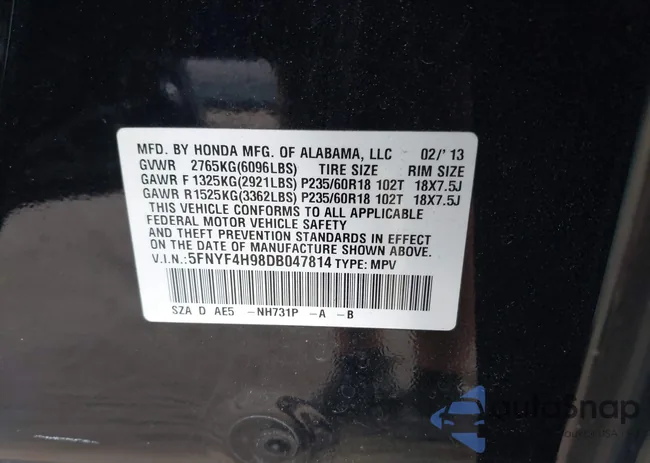 MFD. BY HONDA MFG. OF ALABAMA, LLC 02/'13
GVWR 2765KG(6096LBS) TIRE SIZE RIM SIZE
GAWR F 1325KG(2921LBS) P235/60R18 102T 18X7.5J
GAWR R1525KG(3362LBS) P235/60R18 102T 18X7.5J
THIS VEHICLE CONFORMS TO ALL APPLICABLE
FEDERAL MOTOR VEHICLE SAFETY
AND THEFT PREVENTION STANDARDS IN EFFECT
ON THE DATE OF MANUFACTURE SHOWN ABOVE.
V.I.N.:5FNYF4H98DB047814 TYPE: MPV
SZA D AE5 -NH731P -A -B
AutoSnap